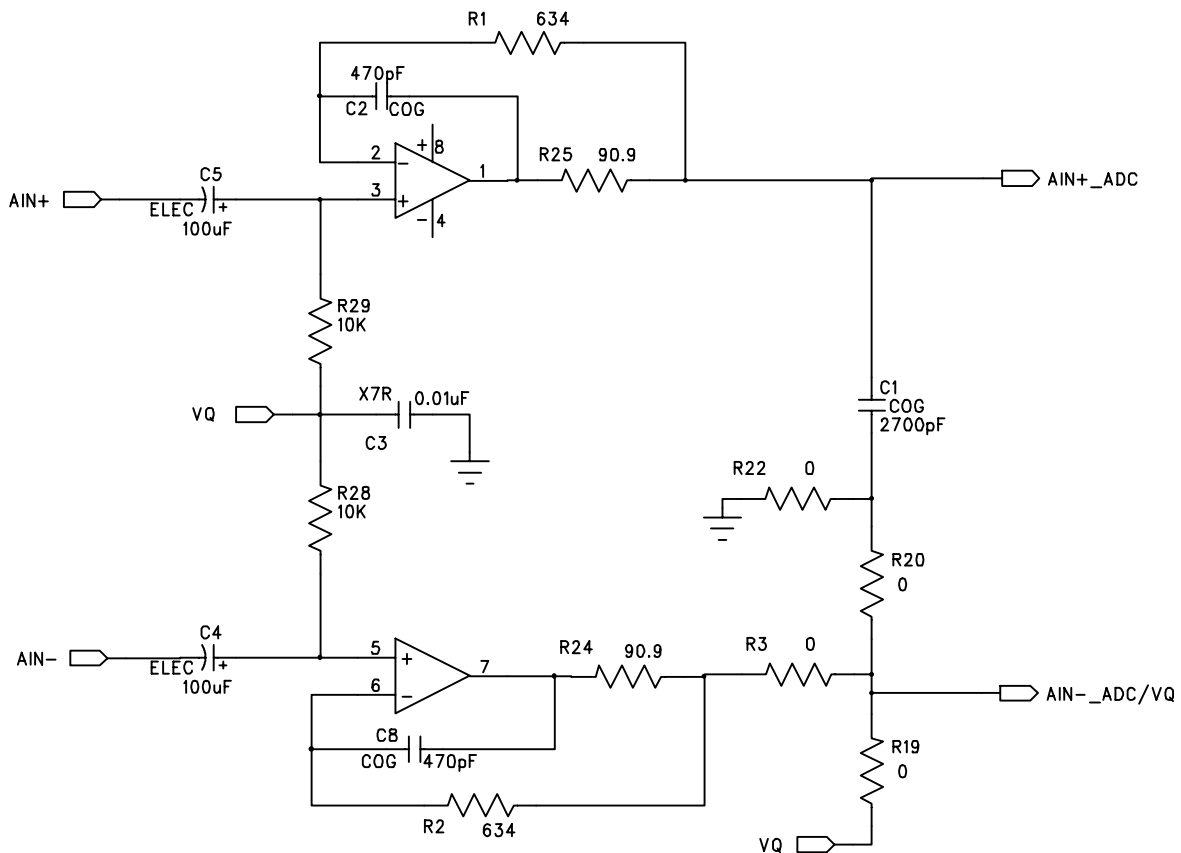 R1 634
470pF
C2 COG
+ 8
2 -
1
R25 90.9
C5
3 +
AIN+
AIN+_ADC
ELEC +
100uF
- 4
R29
10K
X7R 0.01uF
VQ
C3
C1
COG
2700pF
R22 0
R28
10K
R20
0
C4
5 +
7
R24 90.9
R3 0
AIN-
ELEC +
100uF
6 -
AIN-_ADC/VQ
C8
COG 470pF
R19
0
R2 634
VQ